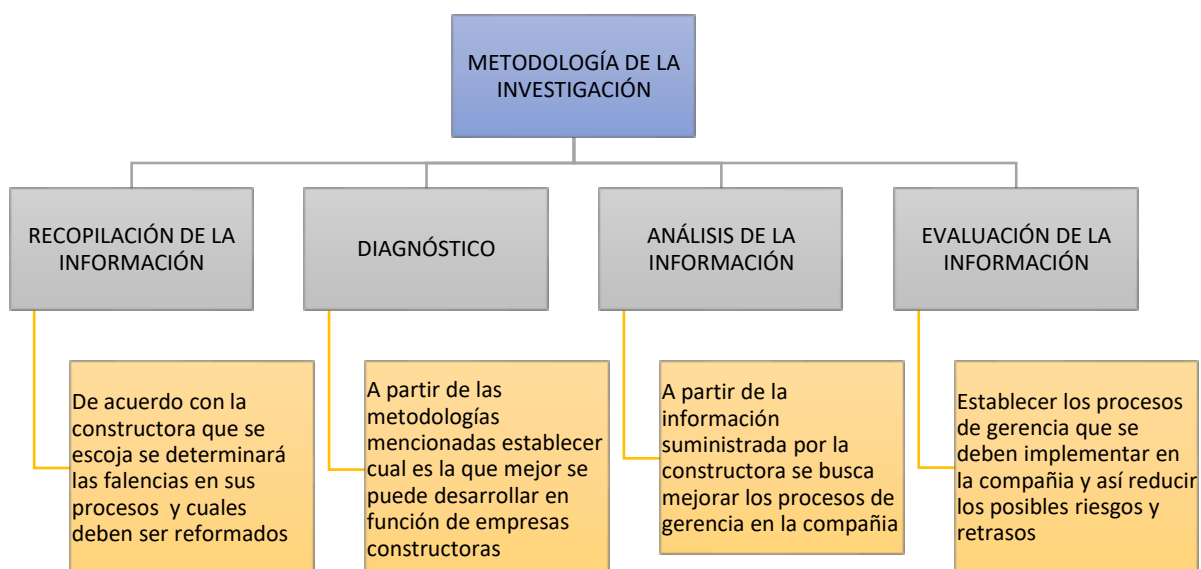 METODOLOGÍA DE LA
INVESTIGACIÓN
RECOPILACIÓN DE LA
INFORMACIÓN
De acuerdo con la
constructora que se
escoja se determinará
las falencias en sus
procesos y cuales
deben ser reformados
DIAGNÓSTICO
A partir de las
metodologías
mencionadas establecer
cual es la que mejor se
puede desarrollar en
función de empresas
constructoras
ANÁLISIS DE LA
INFORMACIÓN
A partir de la
información
suministrada por la
constructora se busca
mejorar los procesos de
gerencia en la compañia
EVALUACIÓN DE LA
INFORMACIÓN
Establecer los procesos
de gerencia que se
deben implementar en
la compañia y así reducir
los posibles riesgos y
retrasos